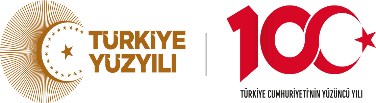 TÜRKİYE
YÜZYILI
100
TÜRKİYE CUMHURİYETİ'NİN YÜZÜNCÜ YILI